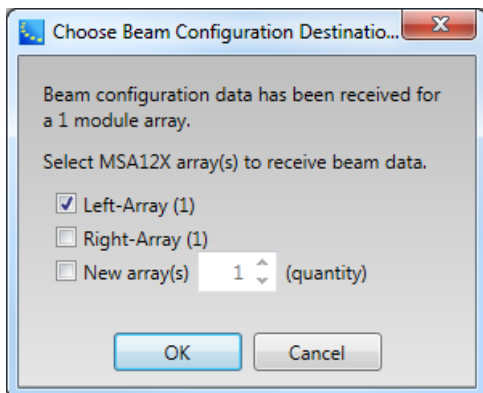 Choose Beam Configuration Destinatio...
Beam configuration data has been received for
a 1 module array.
Select MSA12X array(s) to receive beam data.
Left-Array (1)
Right-Array (1)
New array(s) 1 (quantity)
OK Cancel